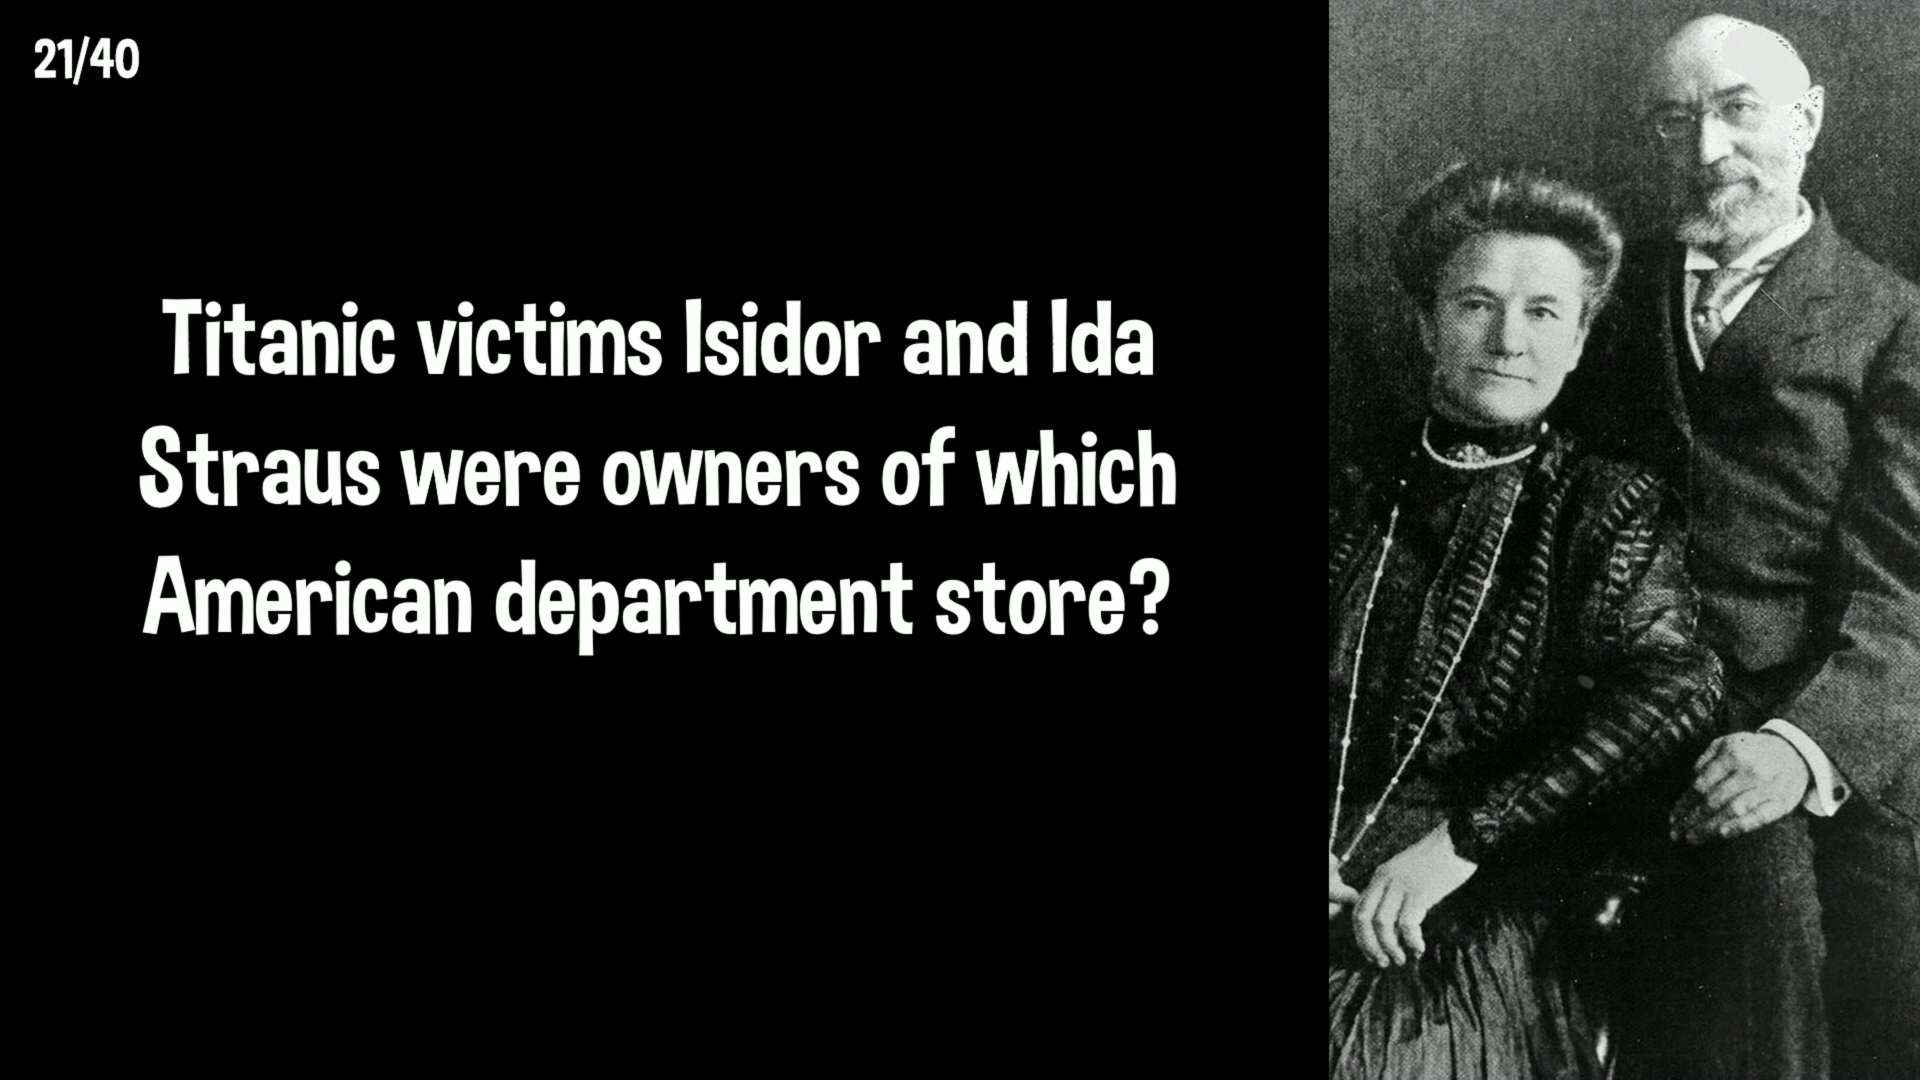 21/40
Titanic victims Isidor and Ida
Straus were owners of which
American department store?